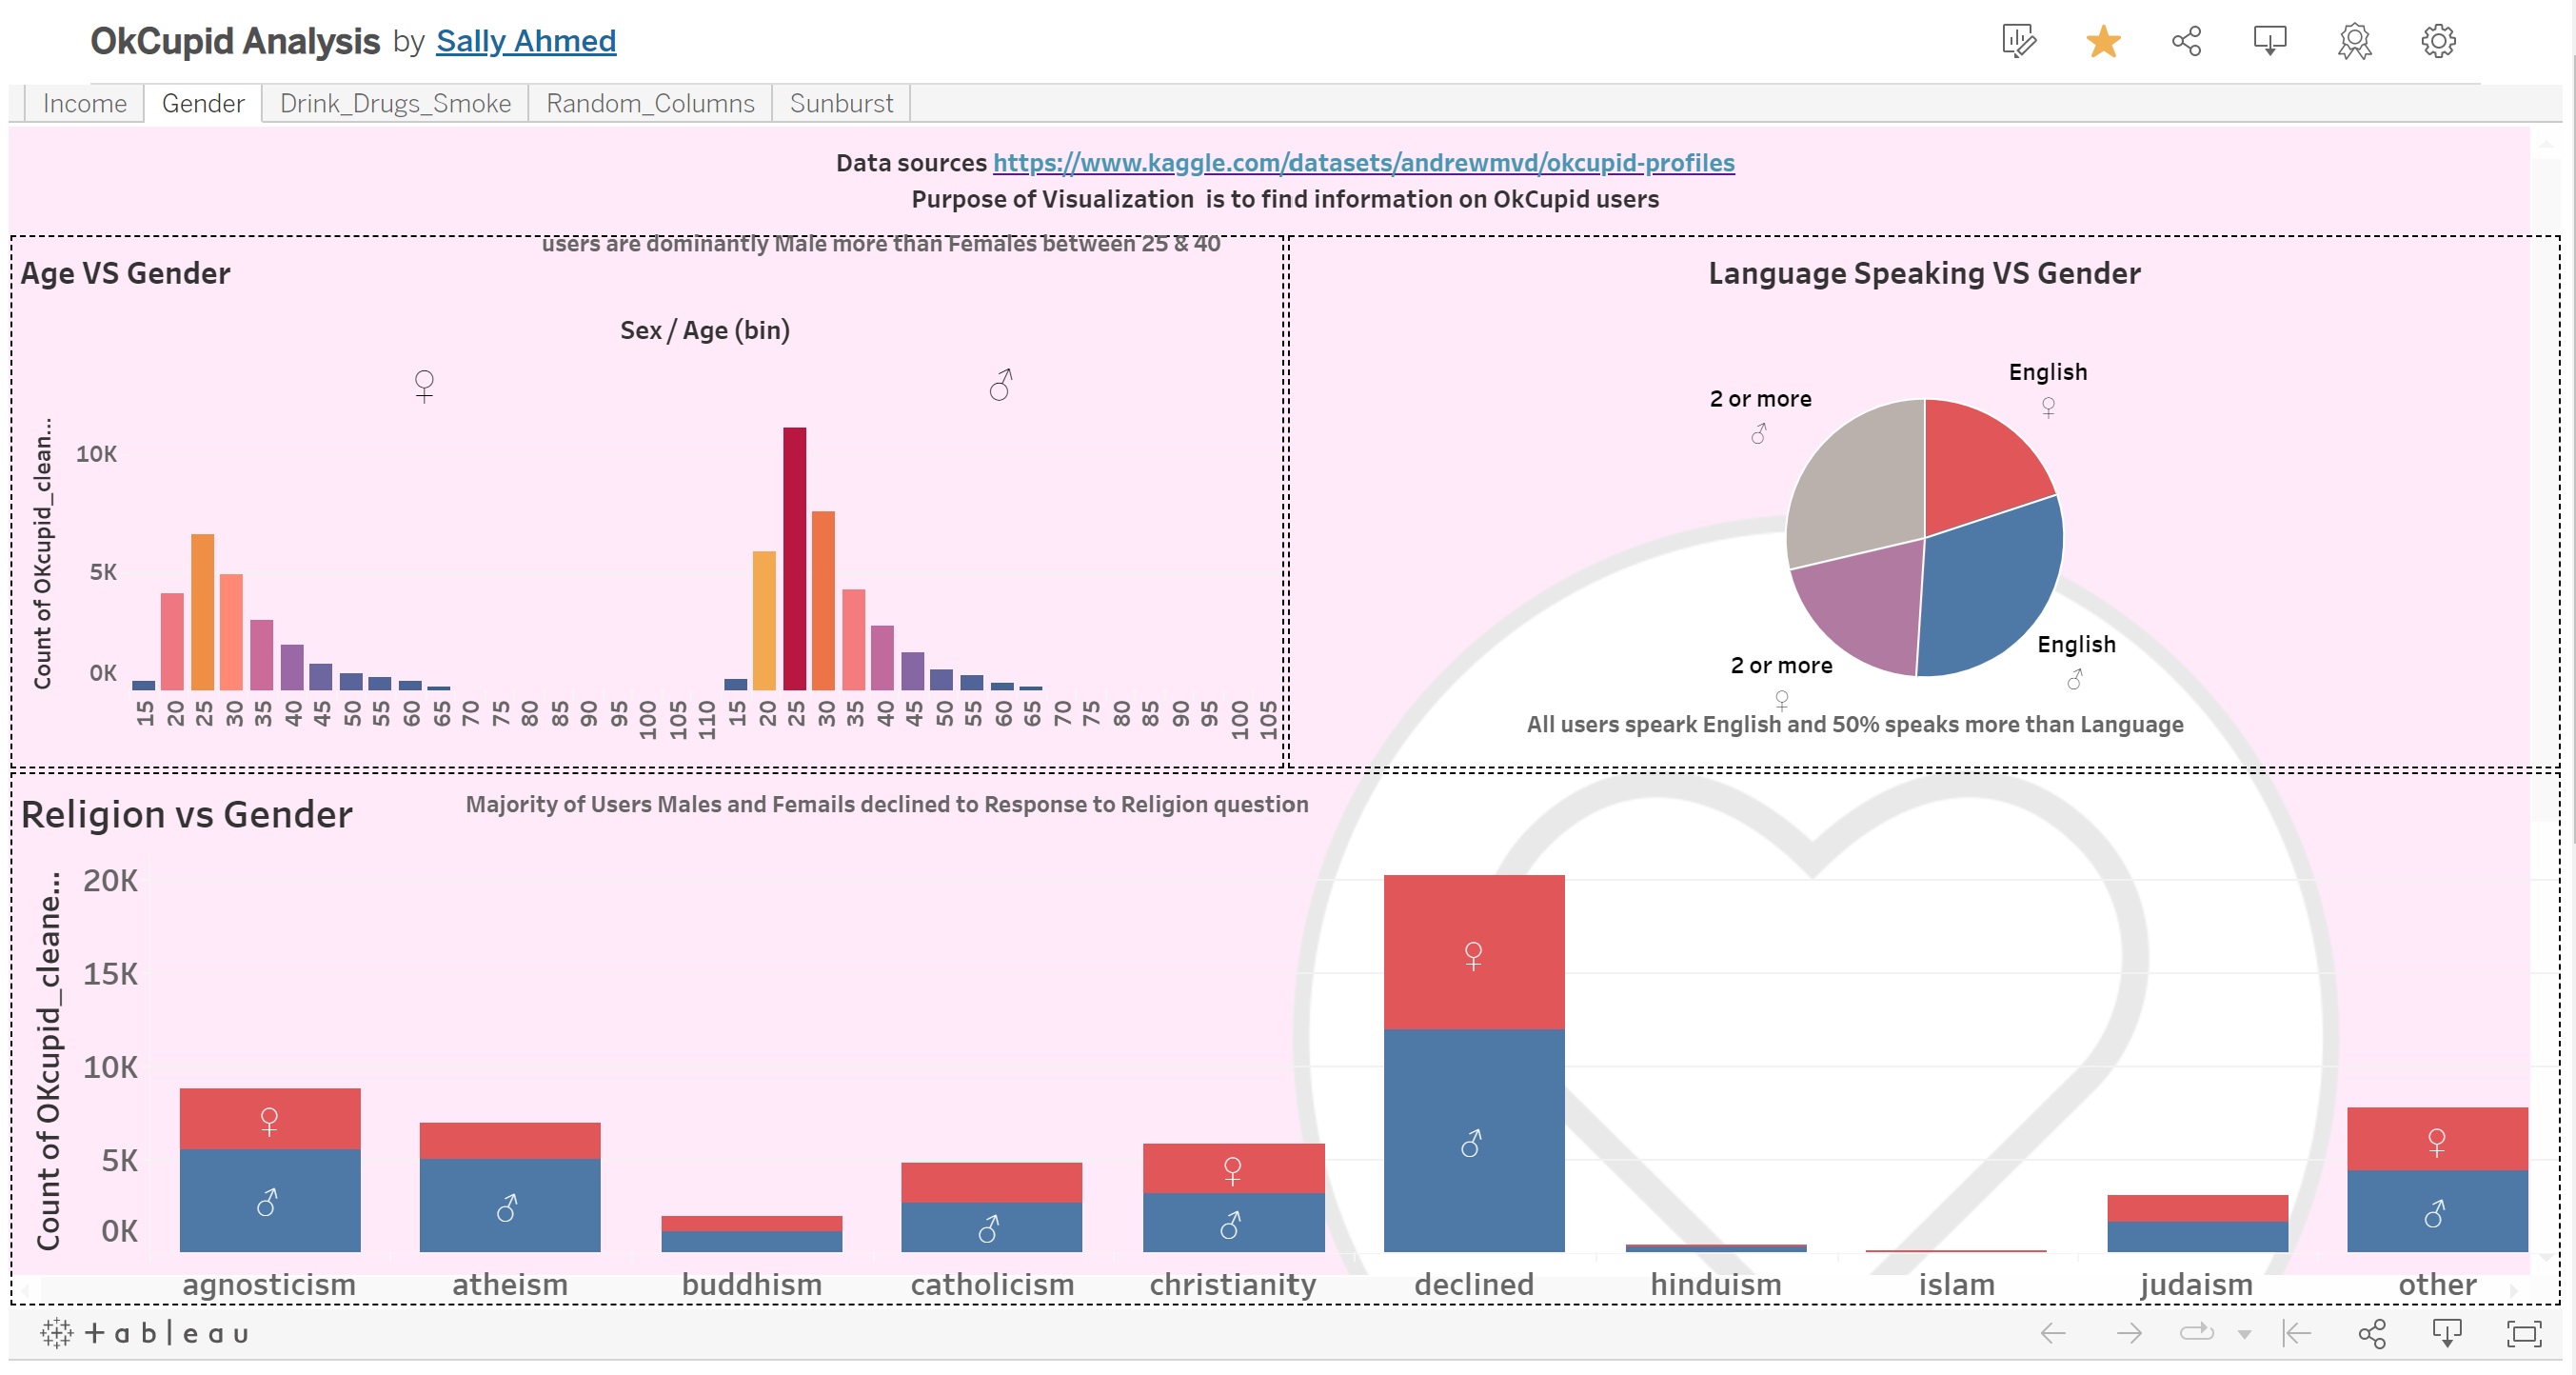 OkCupid Analysis by Sally Ahmed
Income Gender Drink_Drugs_Smoke Random_Columns Sunburst
Data sources https://www.kaggle.com/datasets/andrewmvd/okcupid-profiles
Purpose of Visualization is to find information on OkCupid users
users are dominantly Male more than Females between 25 & 40
Age VS Gender
Sex / Age (bin)
♀ ♂
Count of OKcupid_clean...
10K
5K
0K
15 20 25 30 35 40 45 50 55 60 65 70 75 80 85 90 95 100 105 110 15 20 25 30 35 40 45 50 55 60 65 70 75 80 85 90 95 100 105
Language Speaking VS Gender
English
♀
2 or more
♂
English
♂
2 or more
♀
All users speark English and 50% speaks more than Language
Religion vs Gender
Majority of Users Males and Femails declined to Response to Religion question
Count of OKcupid_cleane...
20K
15K
10K
5K
0K
♀ ♂
♂
♂
♀ ♂
♀ ♂
♀ ♂
agnosticism atheism buddhism catholicism christianity declined hinduism islam judaism other
+ableau